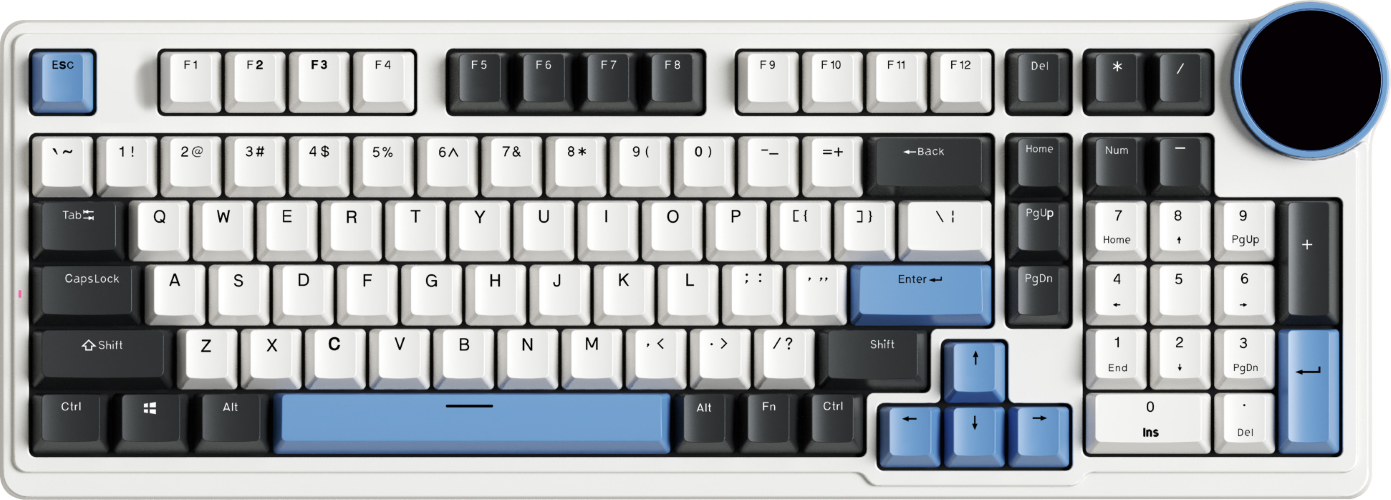 ESC F1 F2 F3 F4 F5 F6 F7 F8 F9 F10 F11 F12 Del * /
` ~ 1 ! 2 @ 3 # 4 $ 5 % 6 ^ 7 & 8 * 9 ( 0 ) - _ = + ←Back Home Num −
Tab Q W E R T Y U I O P [ { ] } \ ¦ PgUp 7 8 9 +
Home ↑ PgUp
CapsLock A S D F G H J K L ; : ' " Enter↵ PgDn 4 5 6
← →
⇧Shift Z X C V B N M , < . > / ? Shift ↑ 1 2 3 ↵
End ↓ PgDn
Ctrl Alt Alt Fn Ctrl ← ↓ → 0 .
Ins Del